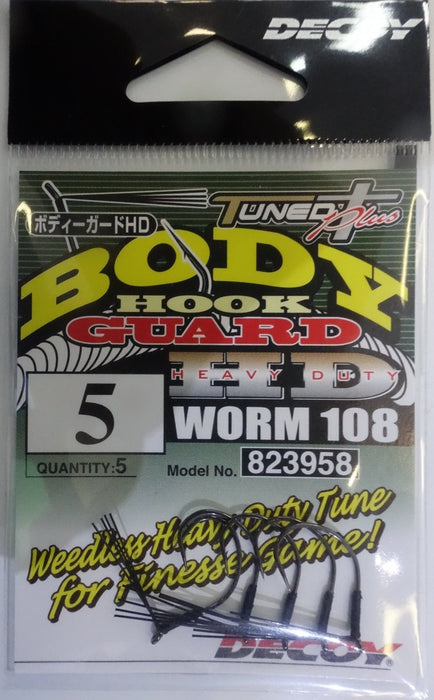 DECOY
TUNED+ Plus
ボディーガードHD
BODY
HOOK
GUARD
HD
HEAVY DUTY
5
WORM 108
QUANTITY:5
Model No. 823958
Weedless Heavy Duty Tune
for Finesse Game!
DECOY®